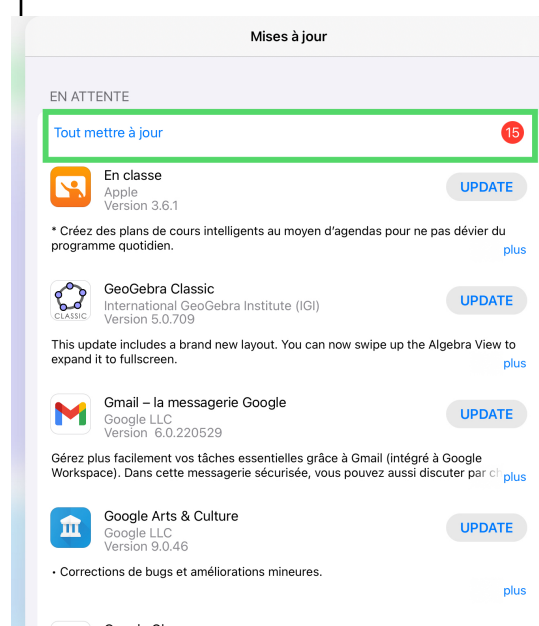 Mises à jour
EN ATTENTE
Tout mettre à jour
15
En classe
Apple
Version 3.6.1
UPDATE
* Créez des plans de cours intelligents au moyen d'agendas pour ne pas dévier du
programme quotidien.
plus
CLASSIC
GeoGebra Classic
International GeoGebra Institute (IGI)
Version 5.0.709
UPDATE
This update includes a brand new layout. You can now swipe up the Algebra View to
expand it to fullscreen.
plus
Gmail – la messagerie Google
Google LLC
Version 6.0.220529
UPDATE
Gérez plus facilement vos tâches essentielles grâce à Gmail (intégré à Google
Workspace). Dans cette messagerie sécurisée, vous pouvez aussi discuter par
plus
Google Arts & Culture
Google LLC
Version 9.0.46
UPDATE
• Corrections de bugs et améliorations mineures.
plus